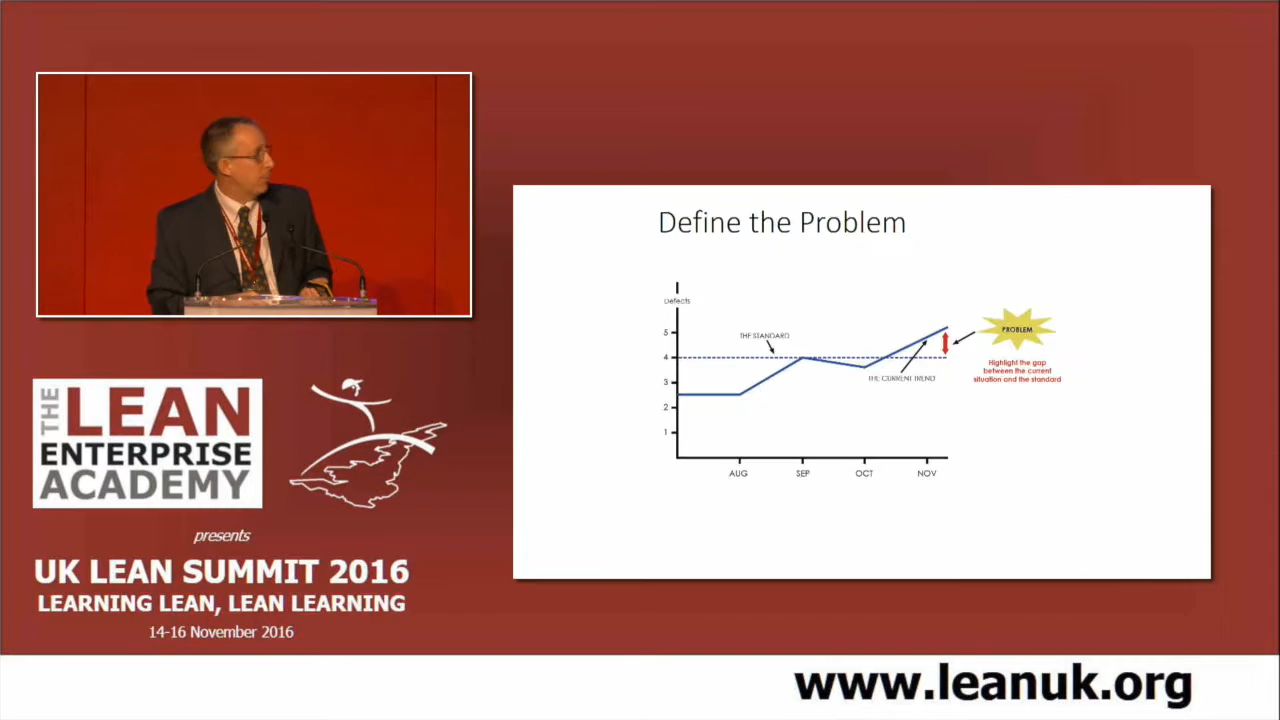 Define the Problem
Defects
5
4
3
2
1
THE STANDARD
THE CURRENT TREND
PROBLEM
Highlight the gap
between the current
situation and the standard
AUG
SEP
OCT
NOV
THE
LEAN
ENTERPRISE
ACADEMY
presents
UK LEAN SUMMIT 2016
LEARNING LEAN, LEAN LEARNING
14-16 November 2016
www.leanuk.org